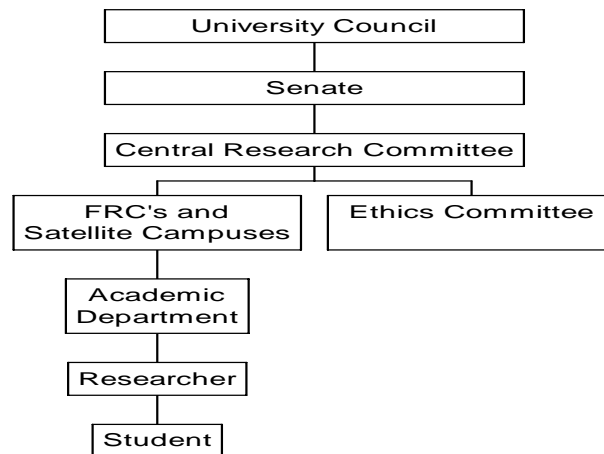 University Council
Senate
Central Research Committee
FRC's and
Satellite Campuses
Ethics Committee
Academic
Department
Researcher
Student